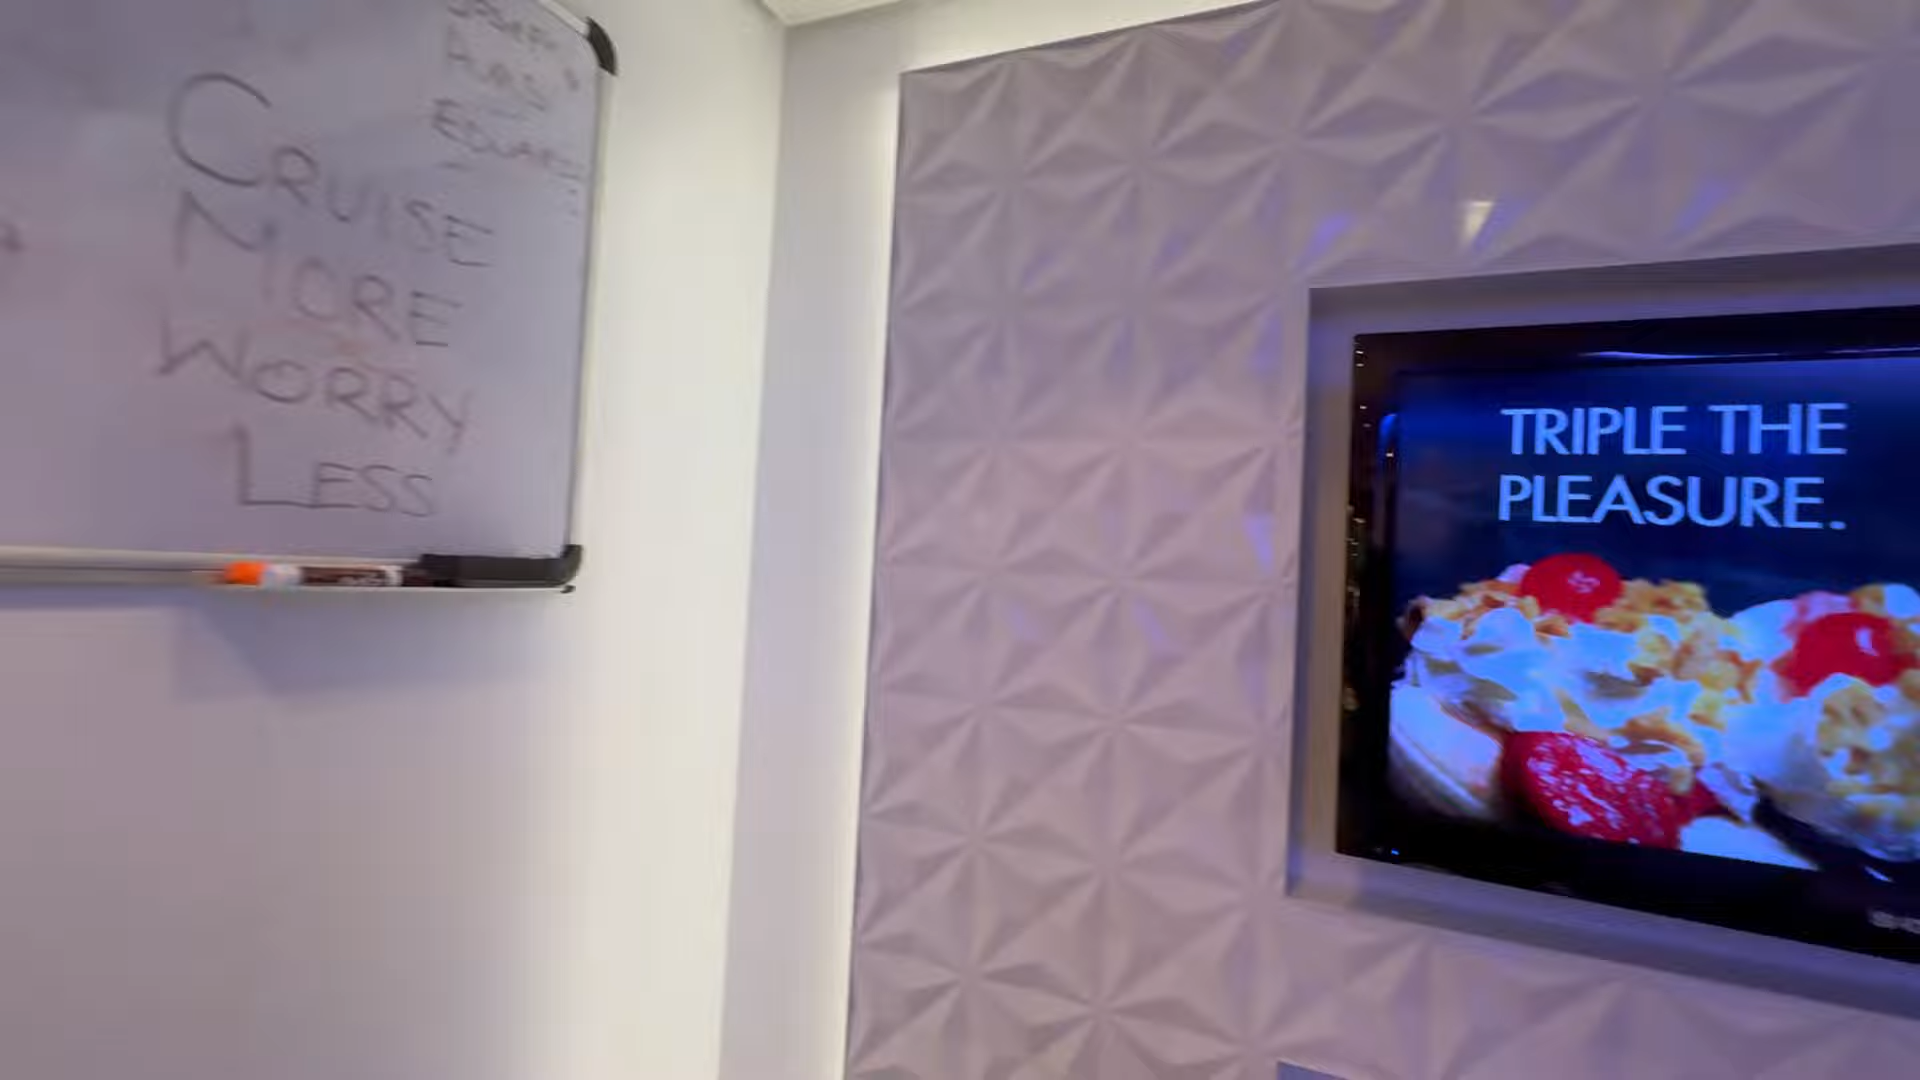 CRUISE
MORE
WORRY
LESS
TRIPLE THE
PLEASURE.